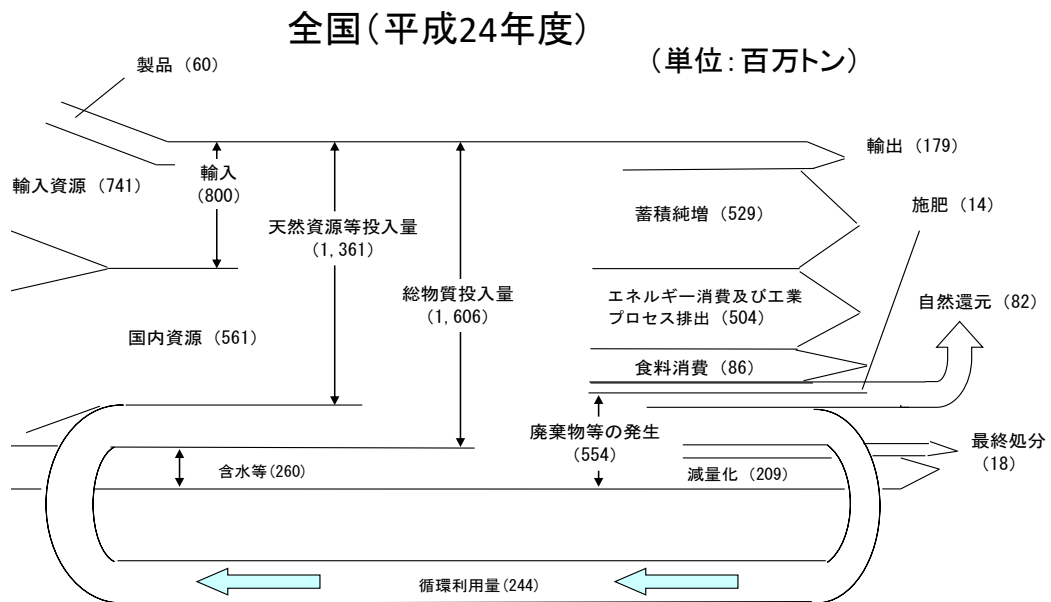 全国(平成24年度)
(単位:百万トン)
製品 (60)
輸入資源 (741)
輸入
(800)
天然資源等投入量
(1,361)
総物質投入量
(1,606)
国内資源 (561)
含水等(260)
輸出 (179)
蓄積純増 (529)
施肥 (14)
エネルギー消費及び工業
プロセス排出 (504)
自然還元 (82)
食料消費 (86)
廃棄物等の発生
(554)
最終処分
(18)
減量化 (209)
循環利用量(244)